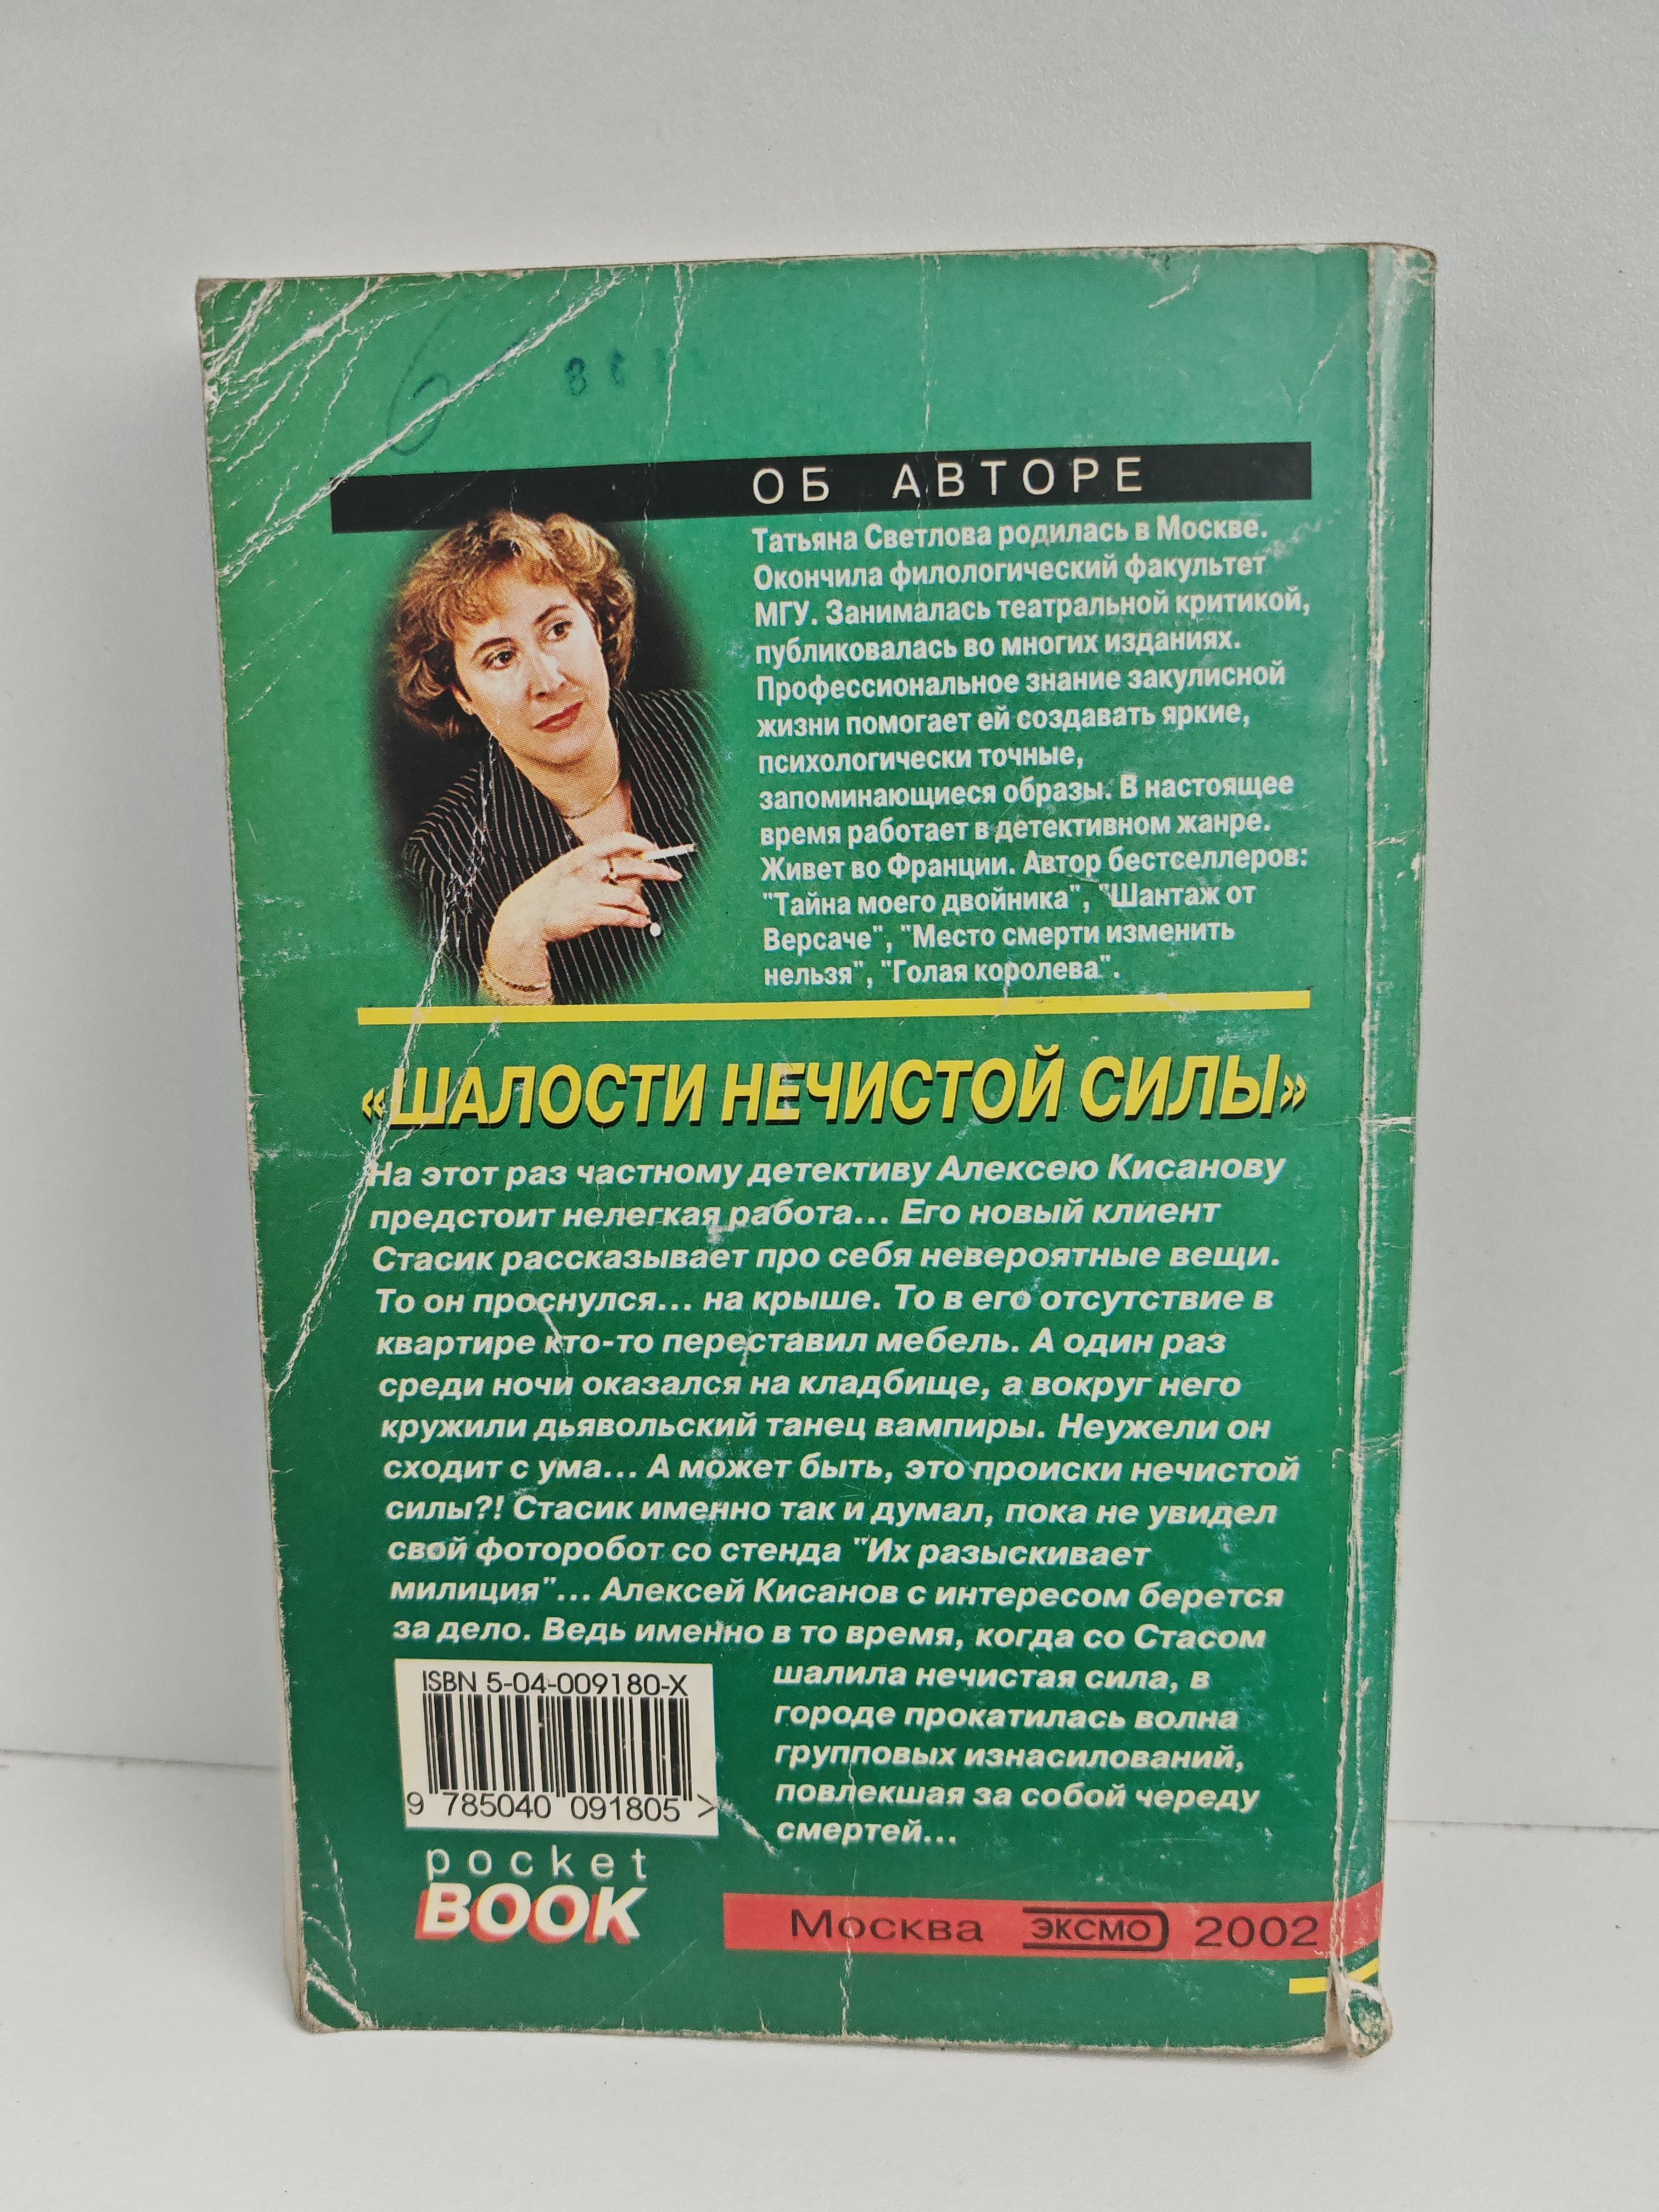 ОБ АВТОРЕ
Татьяна Светлова родилась в Москве.
Окончила филологический факультет
МГУ. Занималась театральной критикой,
публиковалась во многих изданиях.
Профессиональное знание закулисной
жизни помогает ей создавать яркие,
психологически точные,
запоминающиеся образы. В настоящее
время работает в детективном жанре.
Живет во Франции. Автор бестселлеров:
"Тайна моего двойника", "Шантаж от
Версаче", "Место смерти изменить
нельзя", "Голая королева".
«ШАЛОСТИ НЕЧИСТОЙ СИЛЫ»
На этот раз частному детективу Алексею Кисанову
предстоит нелегкая работа... Его новый клиент
Стасик рассказывает про себя невероятные вещи.
То он проснулся... на крыше. То в его отсутствие в
квартире кто-то переставил мебель. А один раз
среди ночи оказался на кладбище, а вокруг него
кружили дьявольский танец вампиры. Неужели он
сходит с ума... А может быть, это происки нечистой
силы?! Стасик именно так и думал, пока не увидел
свой фоторобот со стенда "Их разыскивает
милиция"... Алексей Кисанов с интересом берется
за дело. Ведь именно в то время, когда со Стасом
шалила нечистая сила, в
городе прокатилась волна
групповых изнасилований,
повлекшая за собой череду
смертей...
ISBN 5-04-009180-X
9 785040 091805 >
pocket
BOOK
Москва ЭКСМО 2002